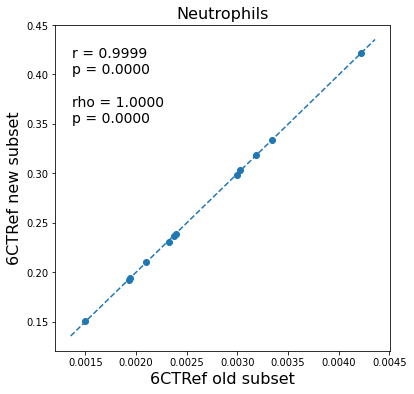 Neutrophils
0.45
0.40
0.35
0.30
0.25
0.20
0.15
r = 0.9999
p = 0.0000
rho = 1.0000
p = 0.0000
6CTRef new subset
0.0015 0.0020 0.0025 0.0030 0.0035 0.0040 0.0045
6CTRef old subset